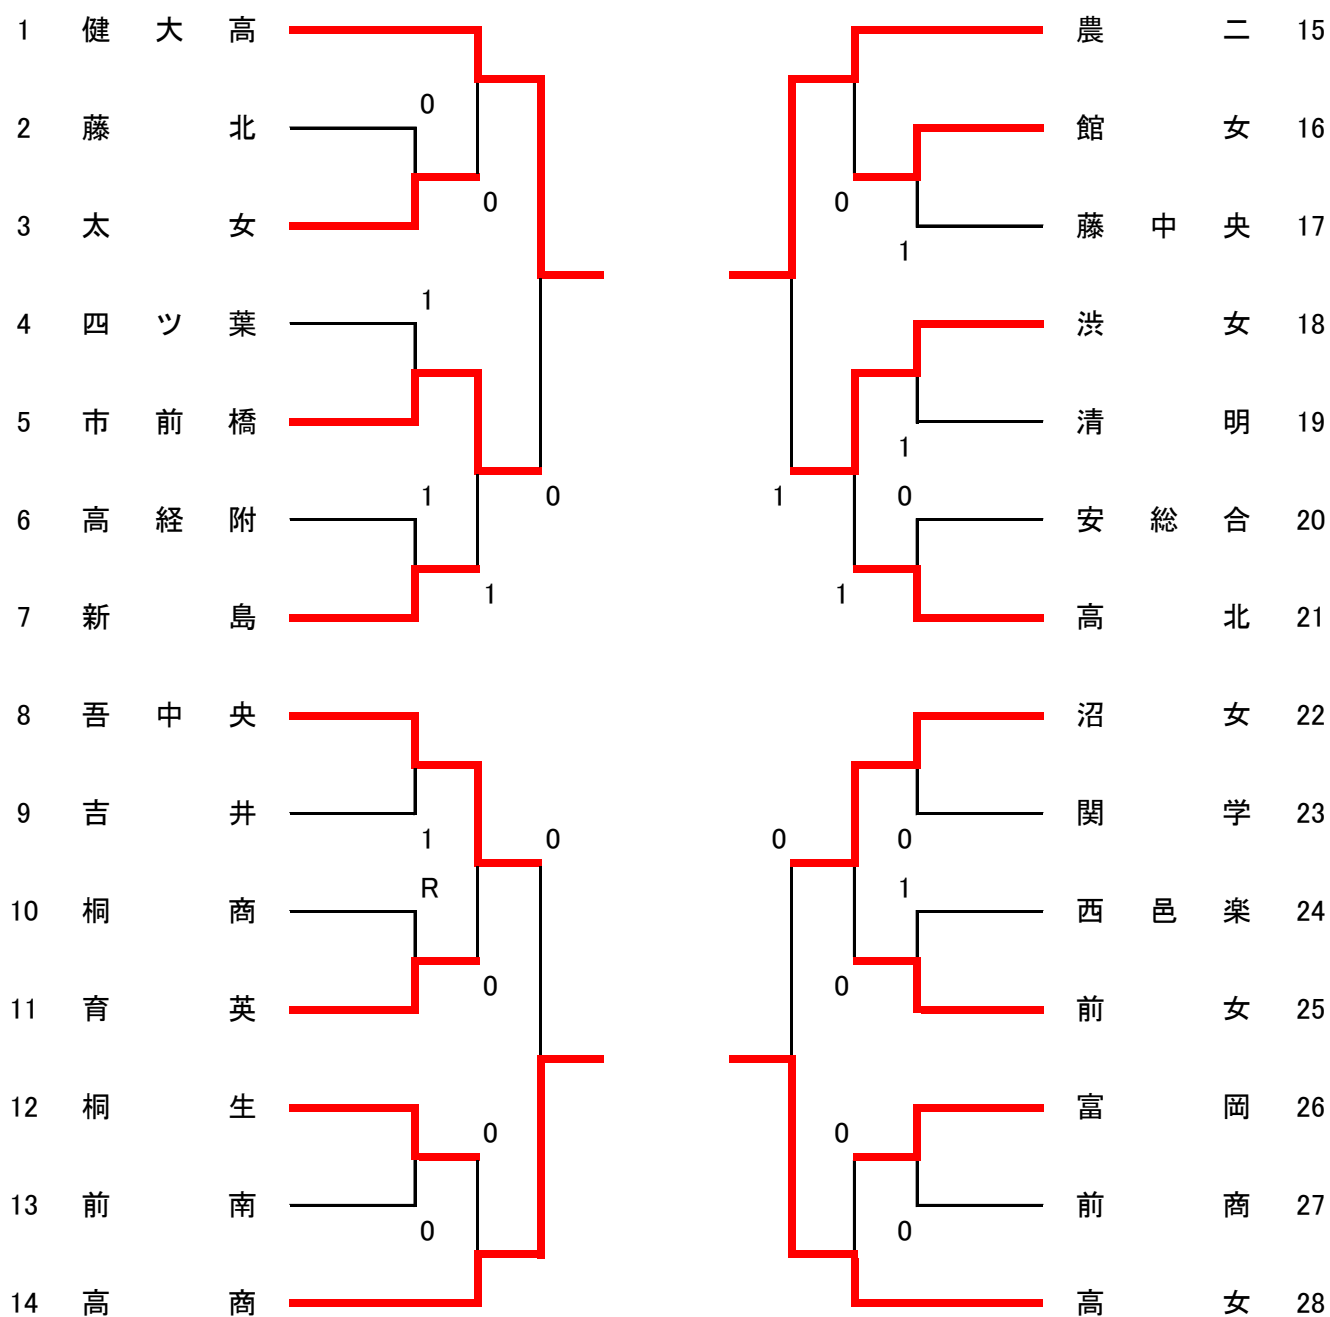 1 健大高 農二 15
0
2 藤北 館女 16
0 0
3 太女 藤中央 17
1
1
4 四ツ葉 渋女 18
5 市前橋 清明 19
1
1 0 1 0
6 高経附 安総合 20
1 1
7 新島 高北 21
8 吾中央 沼女 22
9 吉井 関学 23
1 0 0 0
R 1
10 桐商 西邑楽 24
0 0
11 育英 前女 25
12 桐生 富岡 26
0 0
13 前南 前商 27
0 0
14 高商 高女 28